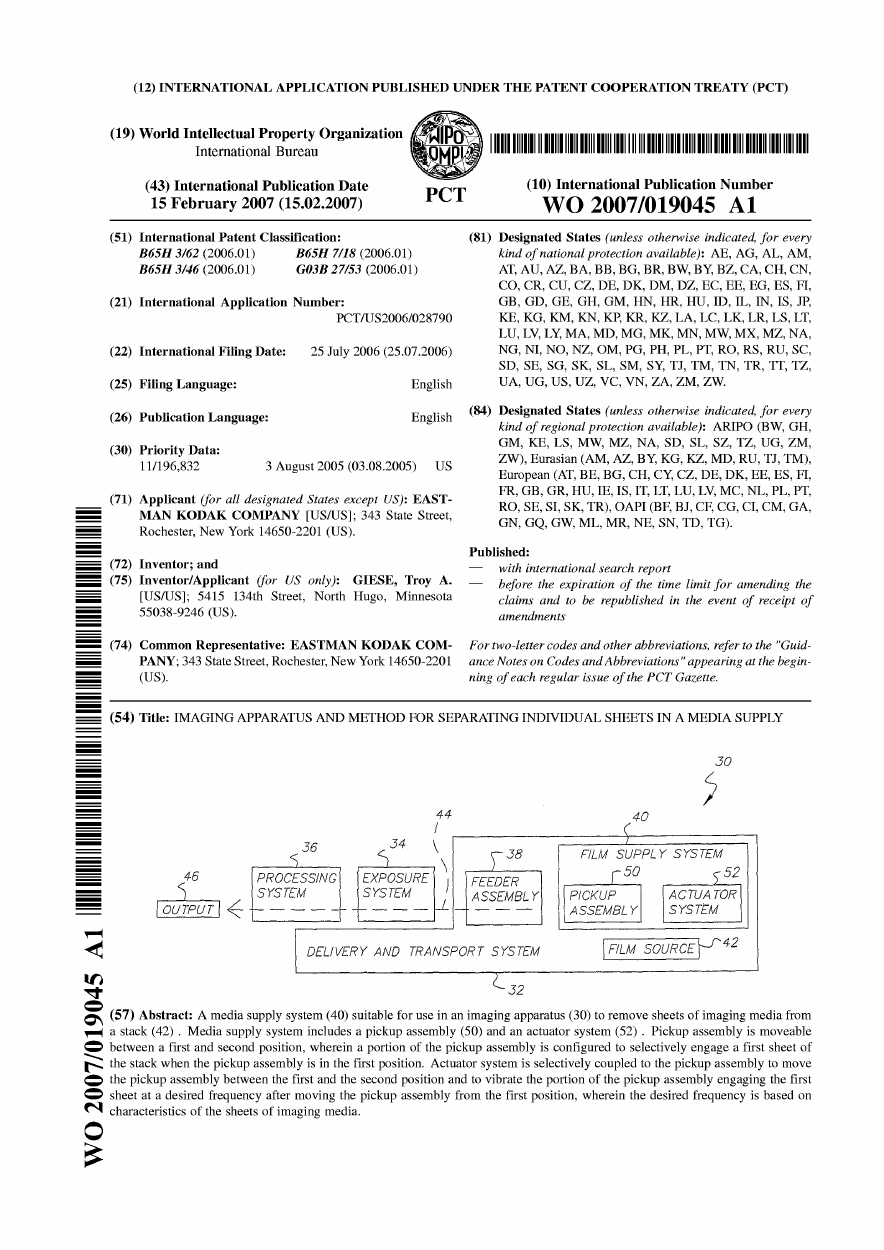 (12) INTERNATIONAL APPLICATION PUBLISHED UNDER THE PATENT COOPERATION TREATY (PCT)
(19) World Intellectual Property Organization
International Bureau
WIPO
OMPI
PCT
(43) International Publication Date
15 February 2007 (15.02.2007)
(10) International Publication Number
WO 2007/019045 A1
(51) International Patent Classification:
B65H 3/62 (2006.01) B65H 7/18 (2006.01)
B65H 3/46 (2006.01) G03B 27/53 (2006.01)
(21) International Application Number:
PCT/US2006/028790
(22) International Filing Date: 25 July 2006 (25.07.2006)
(25) Filing Language: English
(26) Publication Language: English
(30) Priority Data:
11/196,832 3 August 2005 (03.08.2005) US
(71) Applicant (for all designated States except US): EAST-
MAN KODAK COMPANY [US/US]; 343 State Street,
Rochester, New York 14650-2201 (US).
(72) Inventor; and
(75) Inventor/Applicant (for US only): GIESE, Troy A.
[US/US]; 5415 134th Street, North Hugo, Minnesota
55038-9246 (US).
(74) Common Representative: EASTMAN KODAK COM-
PANY; 343 State Street, Rochester, New York 14650-2201
(US).
(81) Designated States (unless otherwise indicated, for every
kind of national protection available): AE, AG, AL, AM,
AT, AU, AZ, BA, BB, BG, BR, BW, BY, BZ, CA, CH, CN,
CO, CR, CU, CZ, DE, DK, DM, DZ, EC, EE, EG, ES, FI,
GB, GD, GE, GH, GM, HN, HR, HU, ID, IL, IN, IS, JP,
KE, KG, KM, KN, KP, KR, KZ, LA, LC, LK, LR, LS, LT,
LU, LV, LY, MA, MD, MG, MK, MN, MW, MX, MZ, NA,
NG, NI, NO, NZ, OM, PG, PH, PL, PT, RO, RS, RU, SC,
SD, SE, SG, SK, SL, SM, SY, TJ, TM, TN, TR, TT, TZ,
UA, UG, US, UZ, VC, VN, ZA, ZM, ZW.
(84) Designated States (unless otherwise indicated, for every
kind of regional protection available): ARIPO (BW, GH,
GM, KE, LS, MW, MZ, NA, SD, SL, SZ, TZ, UG, ZM,
ZW), Eurasian (AM, AZ, BY, KG, KZ, MD, RU, TJ, TM),
European (AT, BE, BG, CH, CY, CZ, DE, DK, EE, ES, FI,
FR, GB, GR, HU, IE, IS, IT, LT, LU, LV, MC, NL, PL, PT,
RO, SE, SI, SK, TR), OAPI (BF, BJ, CF, CG, CI, CM, GA,
GN, GQ, GW, ML, MR, NE, SN, TD, TG).
Published:
— with international search report
— before the expiration of the time limit for amending the
claims and to be republished in the event of receipt of
amendments
For two-letter codes and other abbreviations, refer to the "Guid-
ance Notes on Codes and Abbreviations" appearing at the begin-
ning of each regular issue of the PCT Gazette.
(54) Title: IMAGING APPARATUS AND METHOD FOR SEPARATING INDIVIDUAL SHEETS IN A MEDIA SUPPLY
30
44
40
36
34
38
FILM SUPPLY SYSTEM
46
50
52
PROCESSING
SYSTEM
EXPOSURE
SYSTEM
FEEDER
ASSEMBLY
PICKUP
ASSEMBLY
ACTUATOR
SYSTEM
OUTPUT
DELIVERY AND TRANSPORT SYSTEM
FILM SOURCE
42
32
(57) Abstract: A media supply system (40) suitable for use in an imaging apparatus (30) to remove sheets of imaging media from
a stack (42) . Media supply system includes a pickup assembly (50) and an actuator system (52) . Pickup assembly is moveable
between a first and second position, wherein a portion of the pickup assembly is configured to selectively engage a first sheet of
the stack when the pickup assembly is in the first position. Actuator system is selectively coupled to the pickup assembly to move
the pickup assembly between the first and the second position and to vibrate the portion of the pickup assembly engaging the first
sheet at a desired frequency after moving the pickup assembly from the first position, wherein the desired frequency is based on
characteristics of the sheets of imaging media.
WO 2007/019045 A1